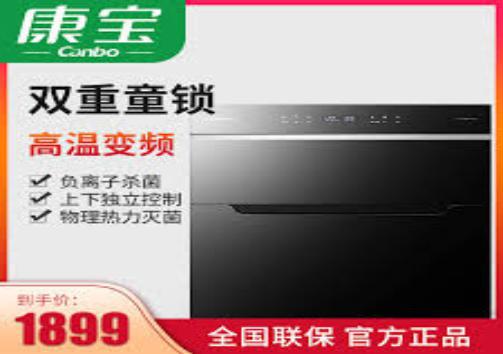 康宝
Canbo
双重童锁
高温变频
负离子杀菌
上下独立控制
物理热力灭菌
到手价:
1899
全国联保 官方正品